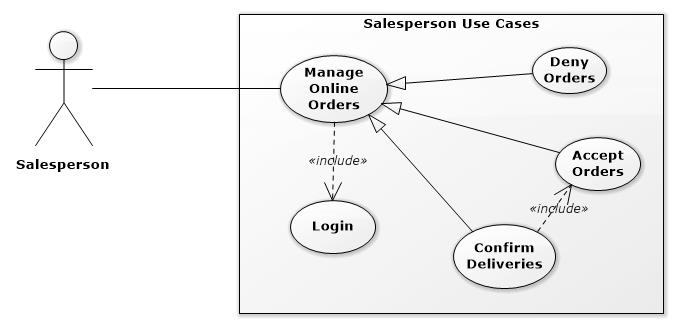 Salesperson Use Cases
Manage
Online
Orders
Deny
Orders
Accept
Orders
«include»
Salesperson
Login
«include»
Confirm
Deliveries